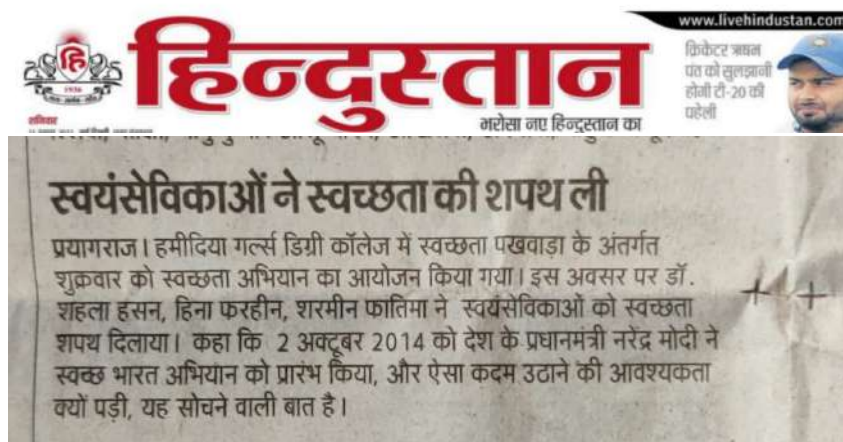 www.livehindustan.com
हि
1936
हिन्दुस्तान
क्रिकेटर ऋषभ
पंत को सुलझानी
होगी टी-20 की
पहेली
शनिवार
भरोसा नए हिन्दुस्तान का
स्वयंसेविकाओं ने स्वच्छता की शपथ ली
प्रयागराज। हमीदिया गर्ल्स डिग्री कॉलेज में स्वच्छता पखवाड़ा के अंतर्गत
शुक्रवार को स्वच्छता अभियान का आयोजन किया गया। इस अवसर पर डॉ.
शहला हसन, हिना फरहीन, शरमीन फातिमा ने स्वयंसेविकाओं को स्वच्छता
शपथ दिलाया। कहा कि 2 अक्टूबर 2014 को देश के प्रधानमंत्री नरेंद्र मोदी ने
स्वच्छ भारत अभियान को प्रारंभ किया, और ऐसा कदम उठाने की आवश्यकता
क्यों पड़ी, यह सोचने वाली बात है।